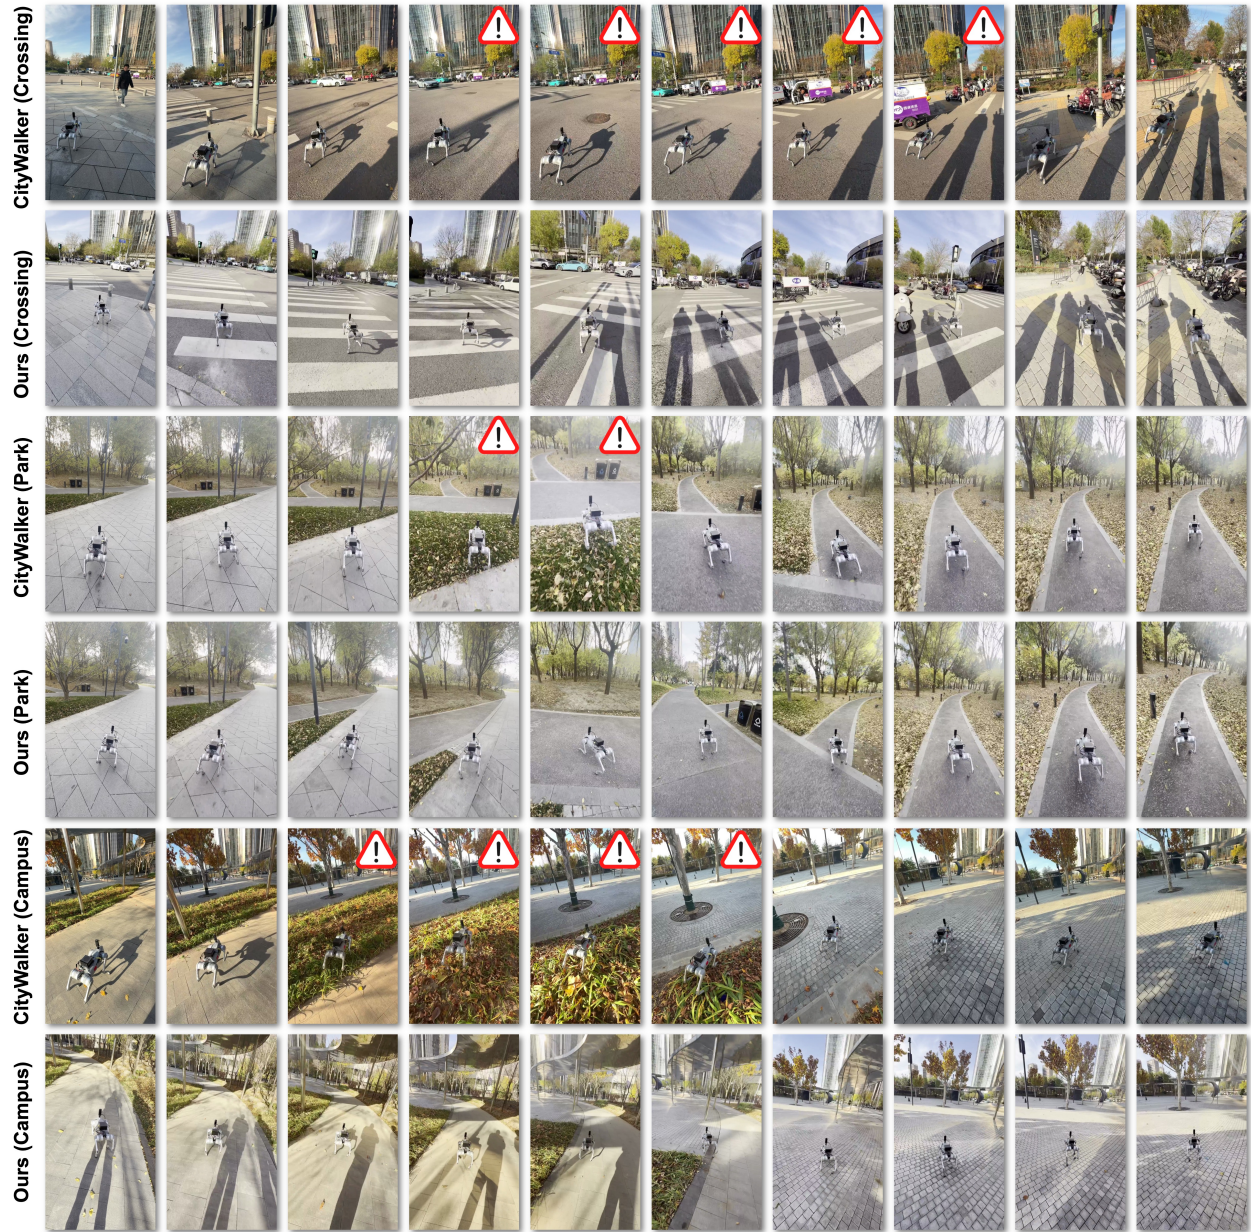 CityWalker (Crossing)
Ours (Crossing)
CityWalker (Park)
Ours (Park)
CityWalker (Campus)
Ours (Campus)